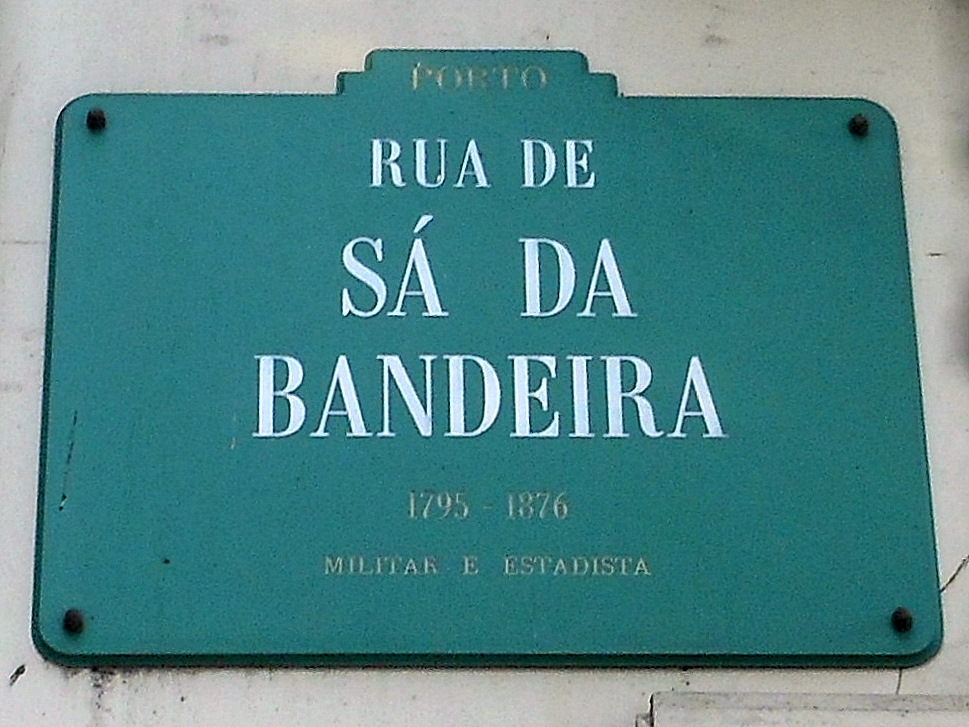 PORTO
RUA DE
SÁ DA
BANDEIRA
1795 - 1876
MILITAR E ESTADISTA